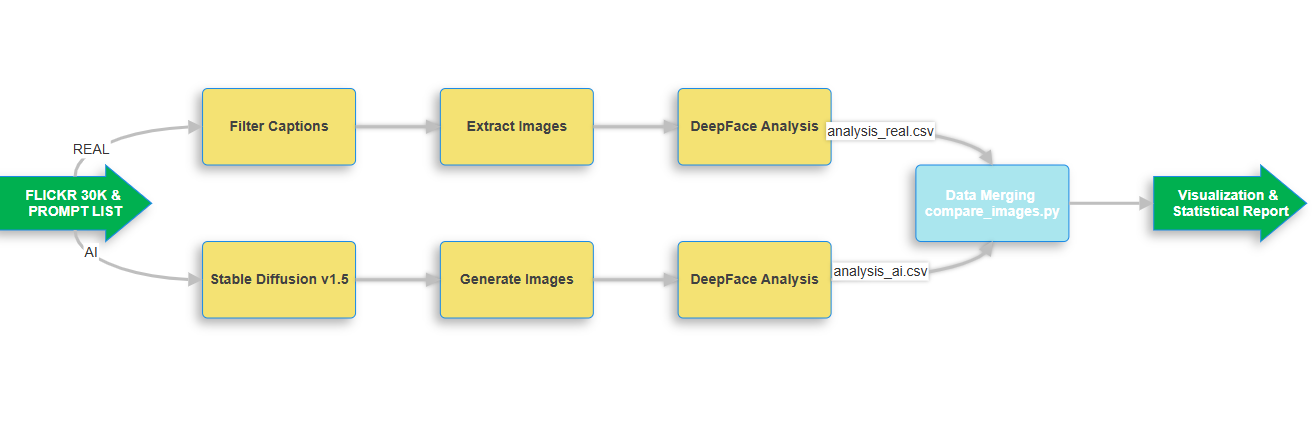 REAL
FLICKR 30K &
PROMPT LIST
AI
Filter Captions
Extract Images
DeepFace Analysis
analysis_real.csv
Stable Diffusion v1.5
Generate Images
DeepFace Analysis
analysis_ai.csv
Data Merging
compare_images.py
Visualization &
Statistical Report